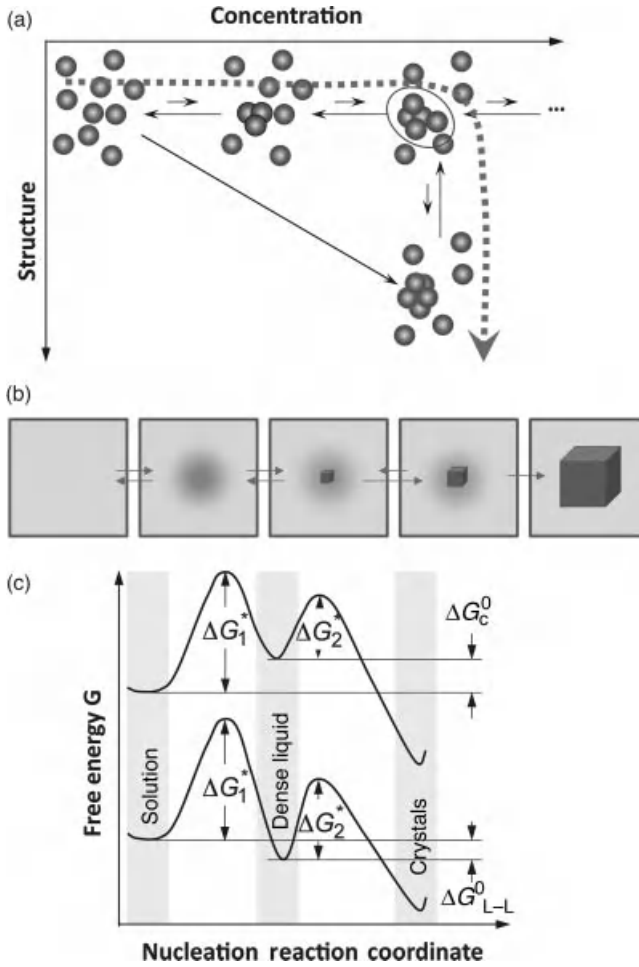 (a)
Concentration
Structure
...
(b)
(c)
Free energy G
ΔG₁*
ΔG₂*
ΔG⁰c
Solution
Dense liquid
Crystals
ΔG₁*
ΔG₂*
ΔG⁰L–L
Nucleation reaction coordinate